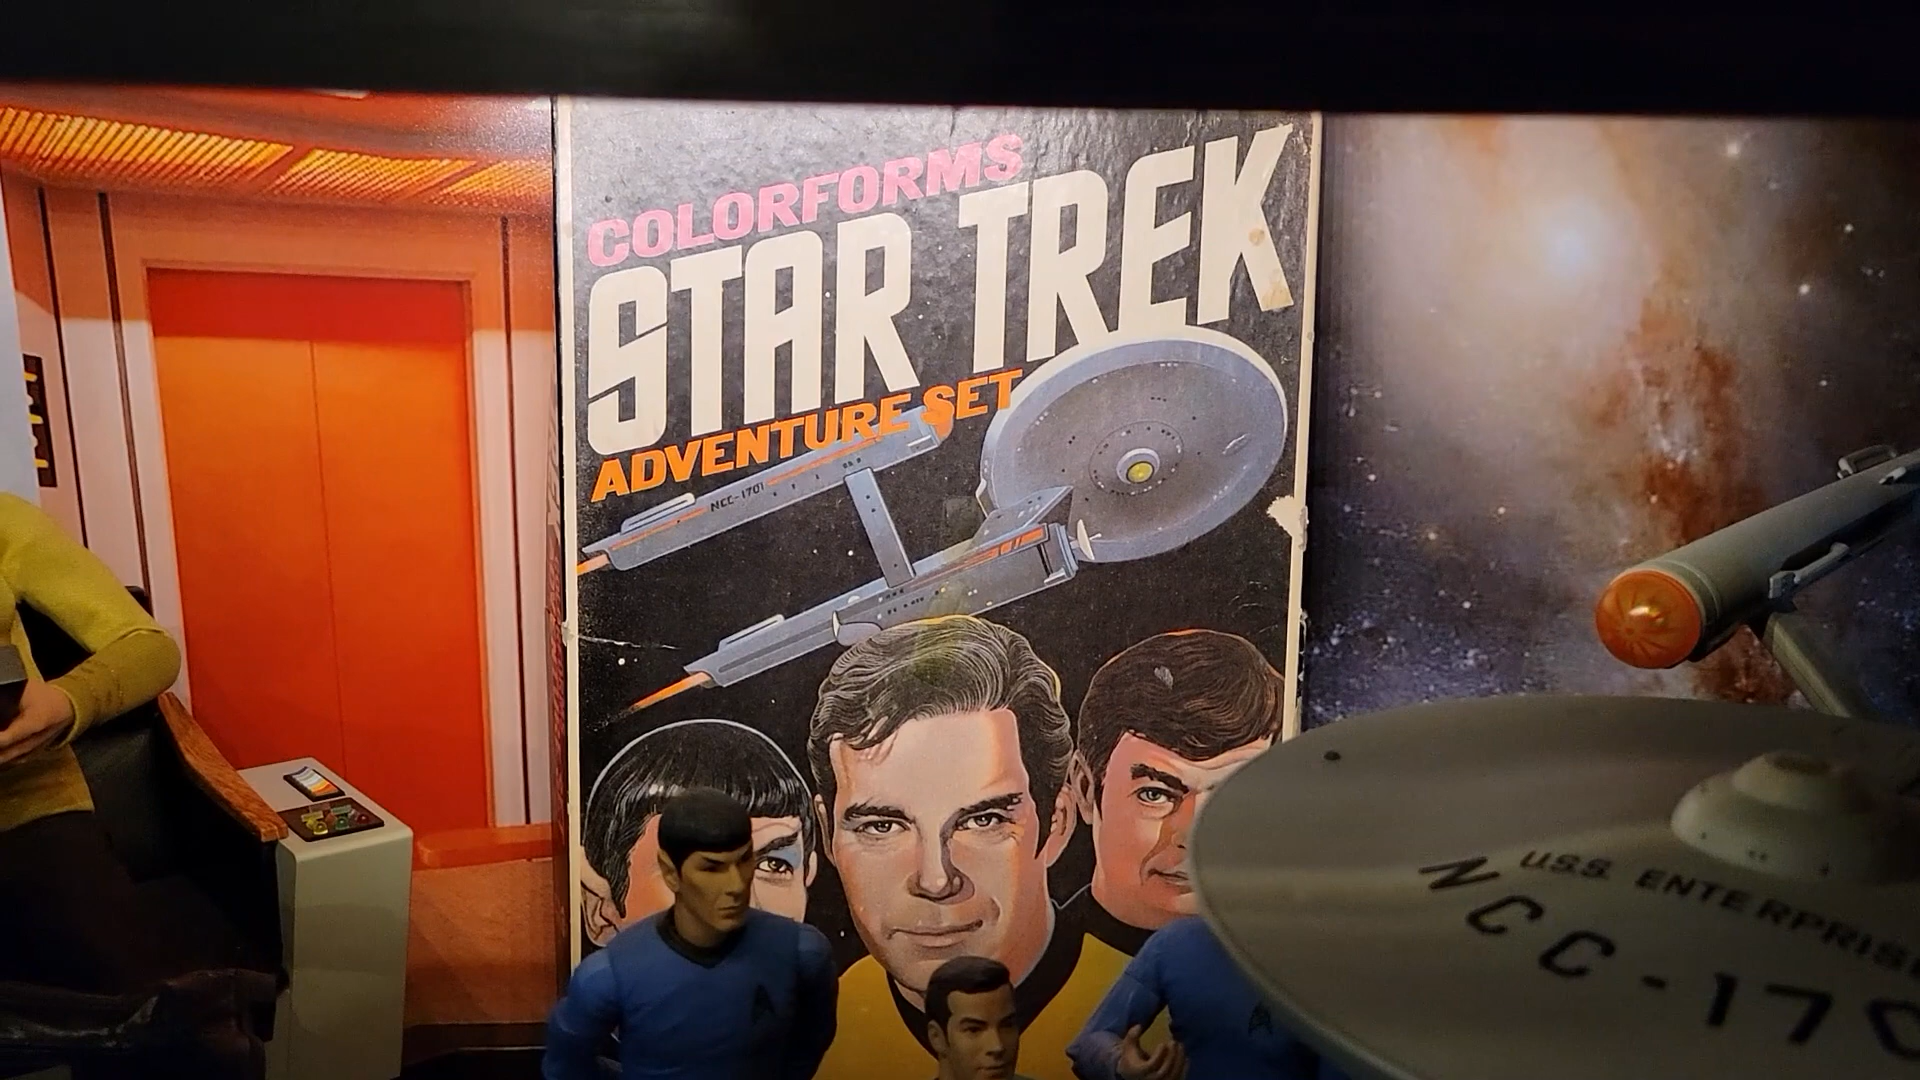 COLORFORMS
STAR TREK
ADVENTURE SET
NCC-1701
U.S.S. ENTERPRISE
NCC-170